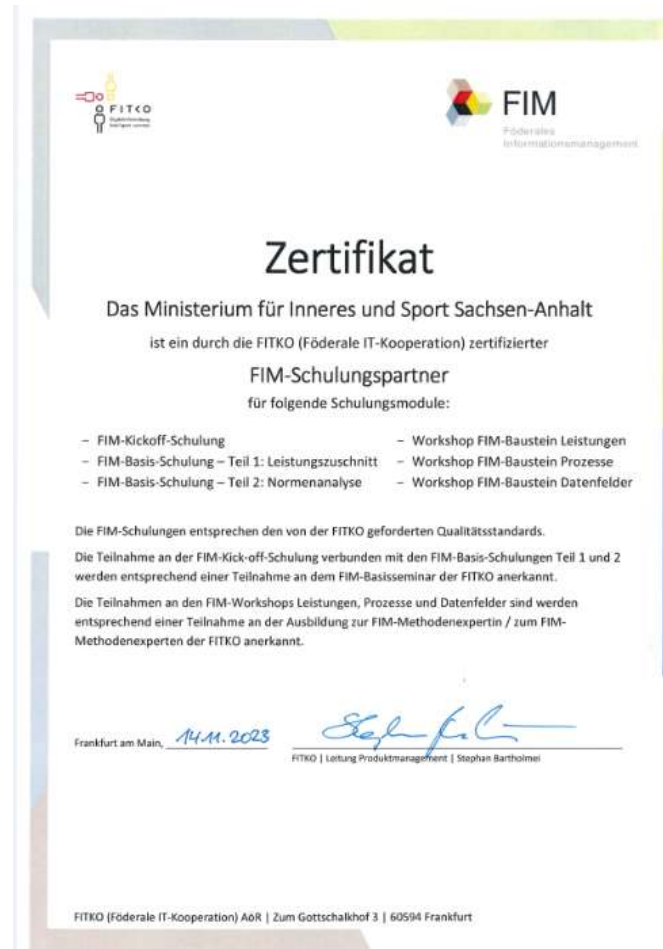 FITKO
FIM
Föderales
Informationsmanagement
Zertifikat
Das Ministerium für Inneres und Sport Sachsen-Anhalt
ist ein durch die FITKO (Föderale IT-Kooperation) zertifizierter
FIM-Schulungspartner
für folgende Schulungsmodule:
– FIM-Kickoff-Schulung
– FIM-Basis-Schulung – Teil 1: Leistungszuschnitt
– FIM-Basis-Schulung – Teil 2: Normenanalyse
– Workshop FIM-Baustein Leistungen
– Workshop FIM-Baustein Prozesse
– Workshop FIM-Baustein Datenfelder
Die FIM-Schulungen entsprechen den von der FITKO geforderten Qualitätsstandards.
Die Teilnahme an der FIM-Kick-off-Schulung verbunden mit den FIM-Basis-Schulungen Teil 1 und 2
werden entsprechend einer Teilnahme an dem FIM-Basisseminar der FITKO anerkannt.
Die Teilnahmen an den FIM-Workshops Leistungen, Prozesse und Datenfelder sind werden
entsprechend einer Teilnahme an der Ausbildung zur FIM-Methodenexpertin / zum FIM-
Methodenexperten der FITKO anerkannt.
Frankfurt am Main, 14.11.2023
FITKO | Leitung Produktmanagement | Stephan Bartholmei
FITKO (Föderale IT-Kooperation) AöR | Zum Gottschalkhof 3 | 60594 Frankfurt